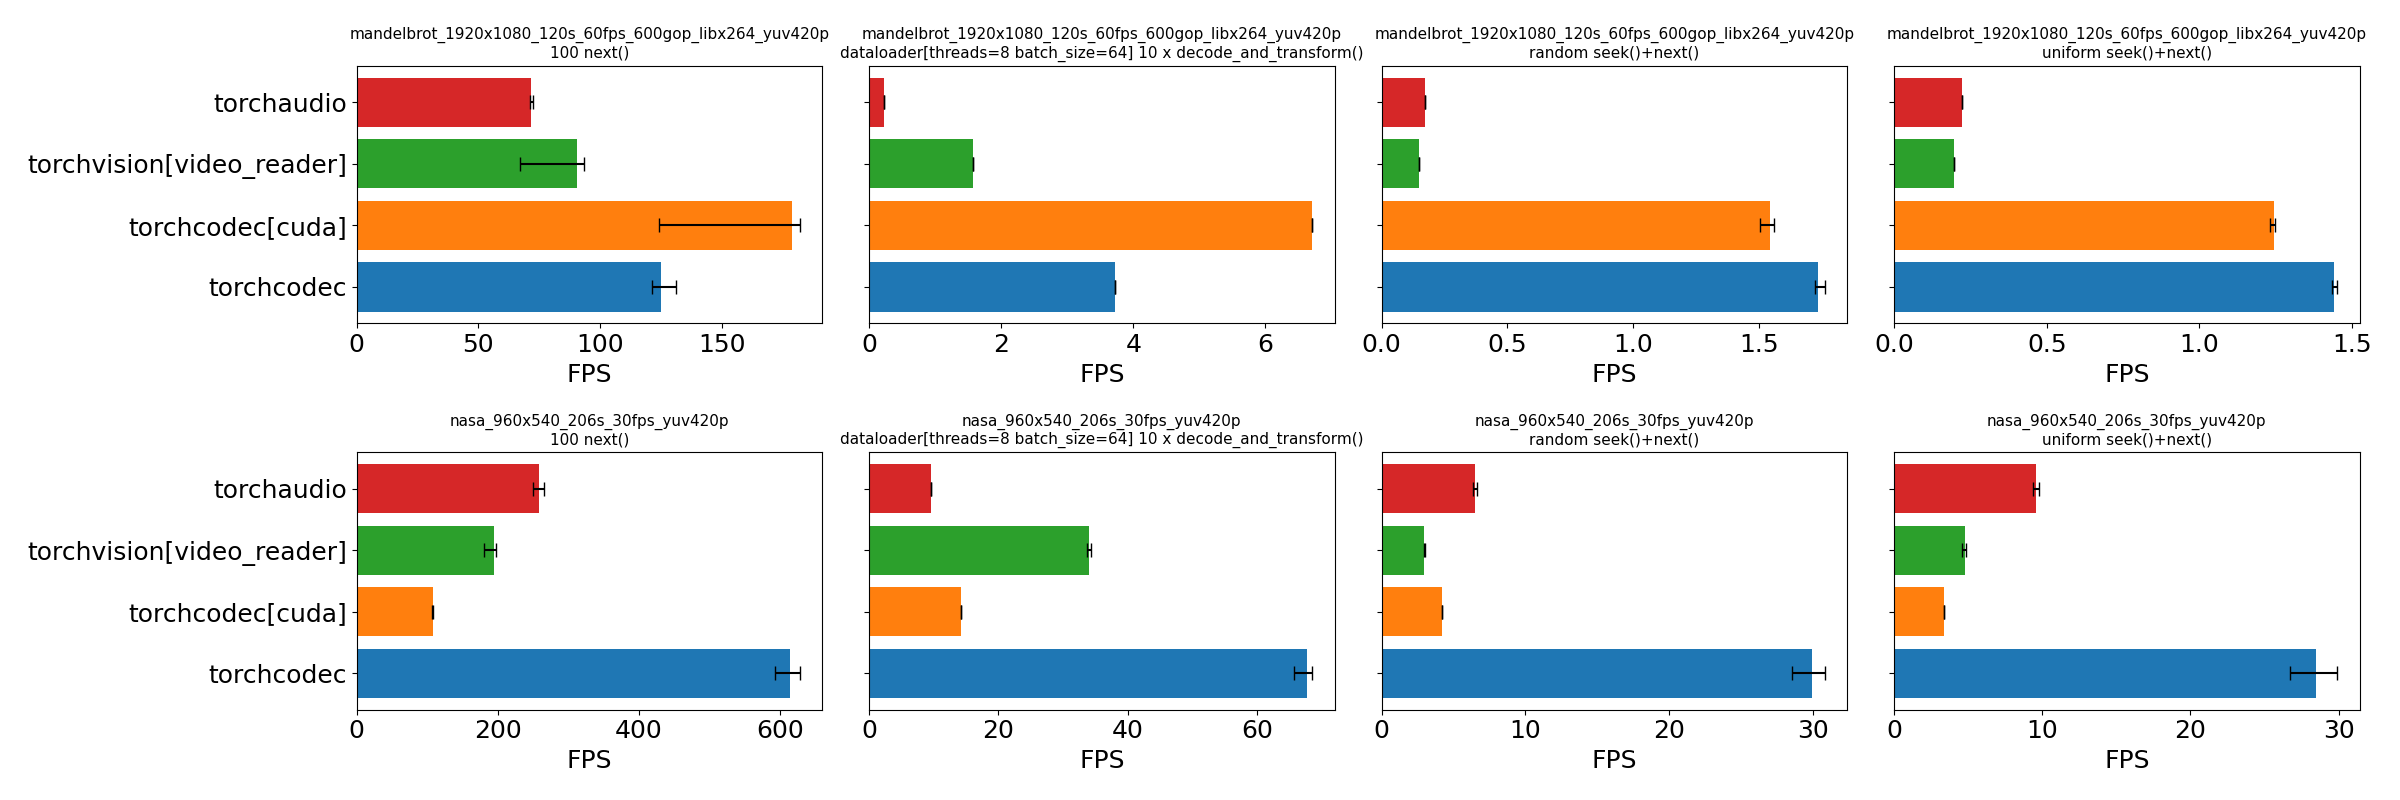 mandelbrot_1920x1080_120s_60fps_600gop_libx264_yuv420p
100 next()
mandelbrot_1920x1080_120s_60fps_600gop_libx264_yuv420p
dataloader[threads=8 batch_size=64] 10 x decode_and_transform()
mandelbrot_1920x1080_120s_60fps_600gop_libx264_yuv420p
random seek()+next()
mandelbrot_1920x1080_120s_60fps_600gop_libx264_yuv420p
uniform seek()+next()
torchaudio
torchvision[video_reader]
torchcodec[cuda]
torchcodec
0 50 100 150
FPS
0 2 4 6
FPS
0.0 0.5 1.0 1.5
FPS
0.0 0.5 1.0 1.5
FPS
nasa_960x540_206s_30fps_yuv420p
100 next()
nasa_960x540_206s_30fps_yuv420p
dataloader[threads=8 batch_size=64] 10 x decode_and_transform()
nasa_960x540_206s_30fps_yuv420p
random seek()+next()
nasa_960x540_206s_30fps_yuv420p
uniform seek()+next()
torchaudio
torchvision[video_reader]
torchcodec[cuda]
torchcodec
0 200 400 600
FPS
0 20 40 60
FPS
0 10 20 30
FPS
0 10 20 30
FPS